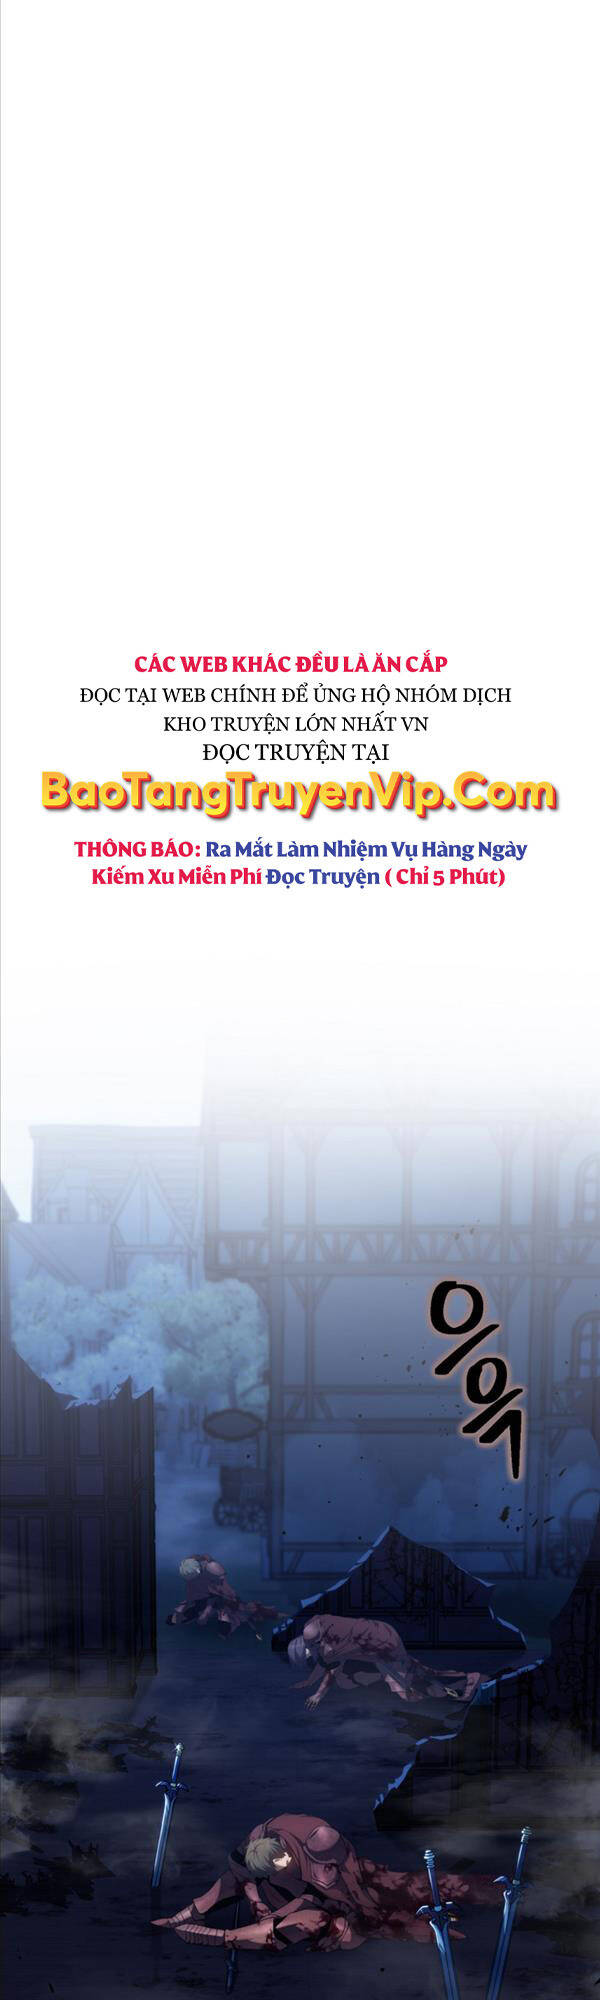 CÁC WEB KHÁC ĐỀU LÀ ĂN CẮP
ĐỌC TẠI WEB CHÍNH ĐỂ ỦNG HỘ NHÓM DỊCH
KHO TRUYỆN LỚN NHẤT VN
ĐỌC TRUYỆN TẠI
BaoTangTruyenVip.Com
THÔNG BÁO: Ra Mắt Làm Nhiệm Vụ Hàng Ngày
Kiếm Xu Miễn Phí Đọc Truyện ( Chỉ 5 Phút)
으윽